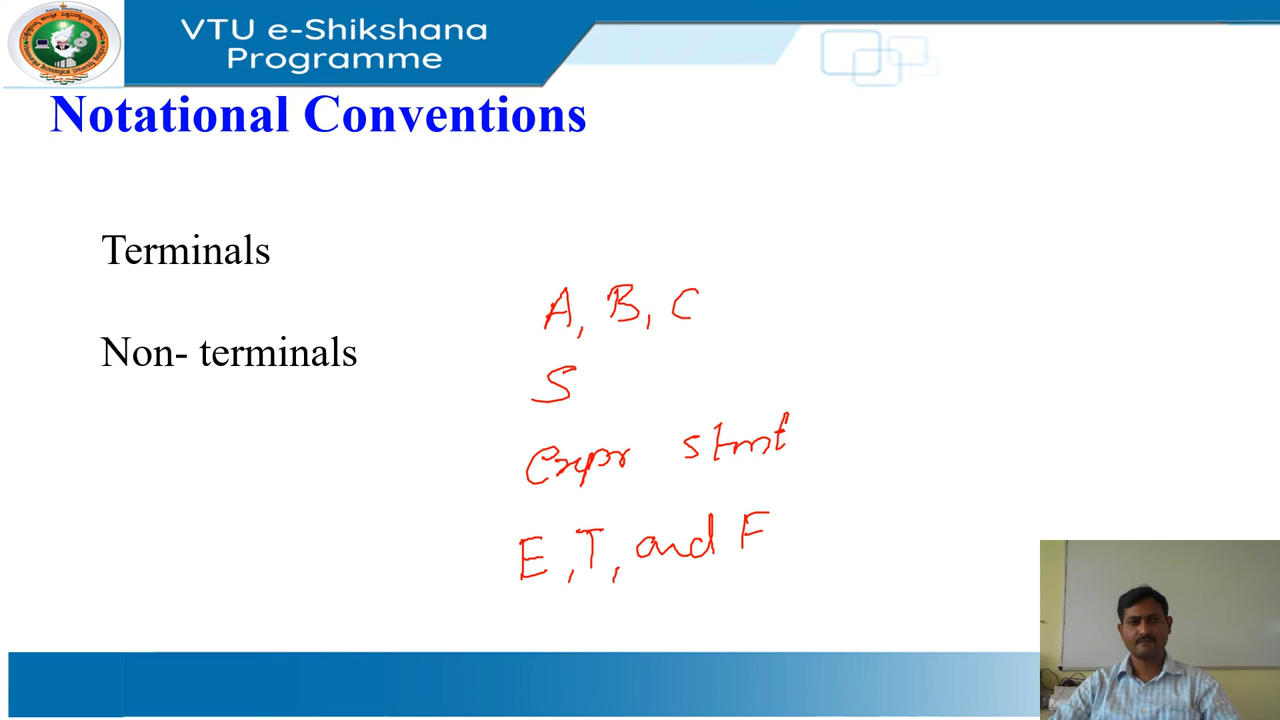 VTU e-Shikshana
Programme
Notational Conventions
Terminals
A, B, C
Non- terminals
S
expr stmt
E, T, and F